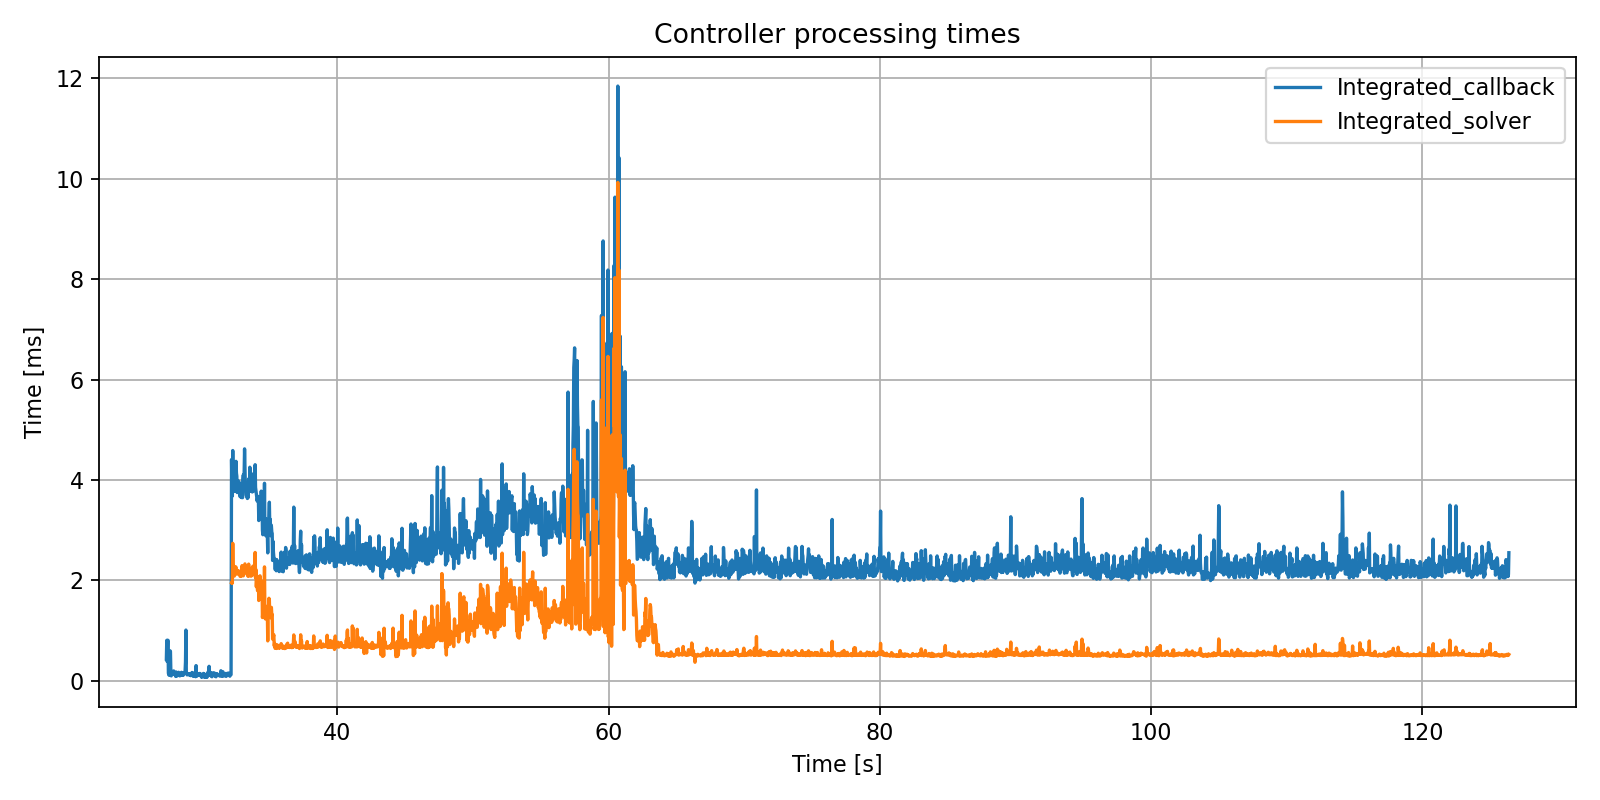 Controller processing times
Integrated_callback
Integrated_solver
Time [ms]
12
10
8
6
4
2
0
40
60
80
100
120
Time [s]